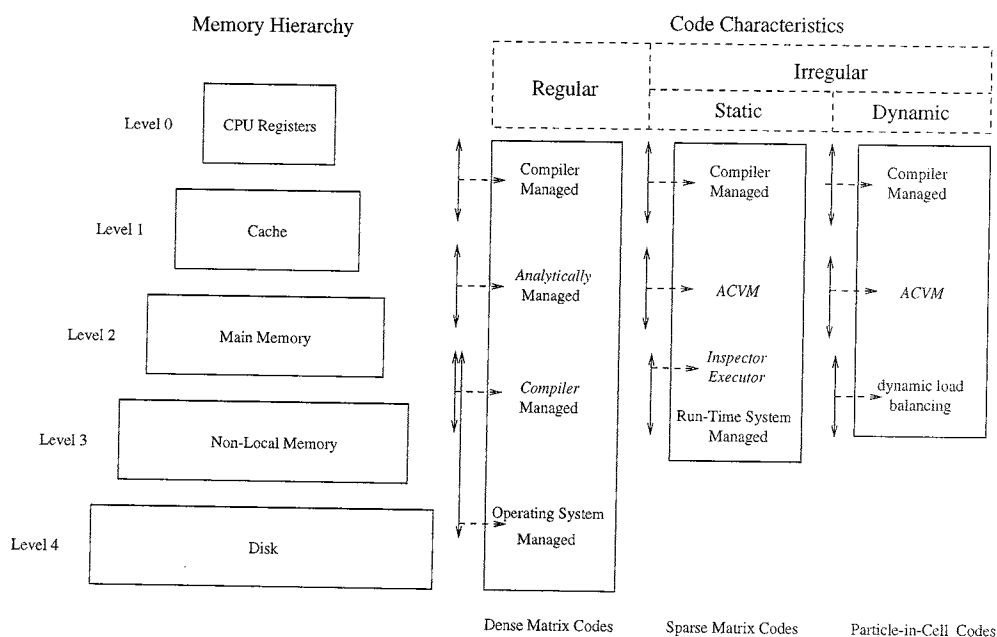 Memory Hierarchy
Code Characteristics
Regular
Irregular
Static
Dynamic
Level 0
CPU Registers
Level 1
Cache
Level 2
Main Memory
Level 3
Non-Local Memory
Level 4
Disk
Compiler
Managed
Analytically
Managed
Compiler
Managed
Operating System
Managed
Compiler
Managed
ACVM
Inspector
Executor
Run-Time System
Managed
Compiler
Managed
ACVM
dynamic load
balancing
Dense Matrix Codes
Sparse Matrix Codes
Particle-in-Cell Codes